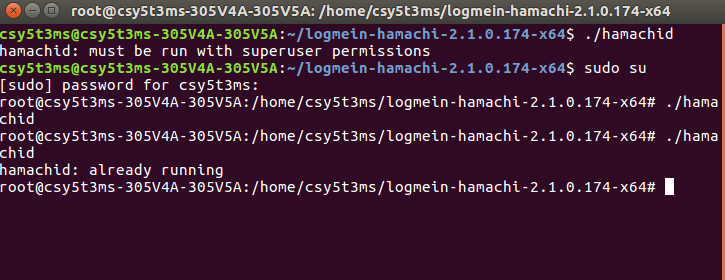 root@csy5t3ms-305V4A-305V5A: /home/csy5t3ms/logmein-hamachi-2.1.0.174-x64
csy5t3ms@csy5t3ms-305V4A-305V5A:~/logmein-hamachi-2.1.0.174-x64$ ./hamachid
hamachid: must be run with superuser permissions
csy5t3ms@csy5t3ms-305V4A-305V5A:~/logmein-hamachi-2.1.0.174-x64$ sudo su
[sudo] password for csy5t3ms:
root@csy5t3ms-305V4A-305V5A:/home/csy5t3ms/logmein-hamachi-2.1.0.174-x64# ./hama
chid
root@csy5t3ms-305V4A-305V5A:/home/csy5t3ms/logmein-hamachi-2.1.0.174-x64# ./hama
chid
hamachid: already running
root@csy5t3ms-305V4A-305V5A:/home/csy5t3ms/logmein-hamachi-2.1.0.174-x64#